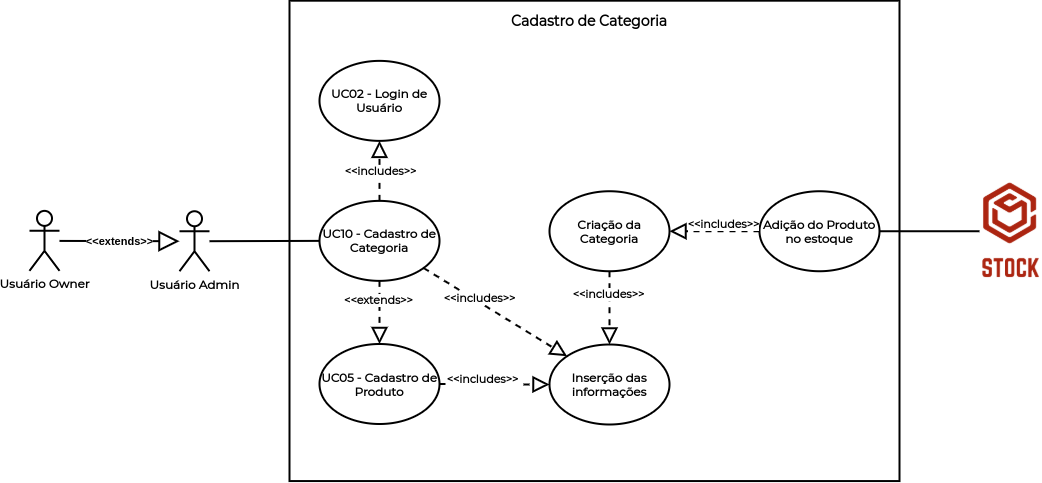 Cadastro de Categoria
UC02 - Login de
Usuário
<<includes>>
UC10 - Cadastro de
Categoria
<<extends>>
Usuário Owner
Usuário Admin
<<extends>>
<<includes>>
UC05 - Cadastro de
Produto
<<includes>>
Criação da
Categoria
<<includes>>
Adição do Produto
no estoque
<<includes>>
Inserção das
informações
STOCK